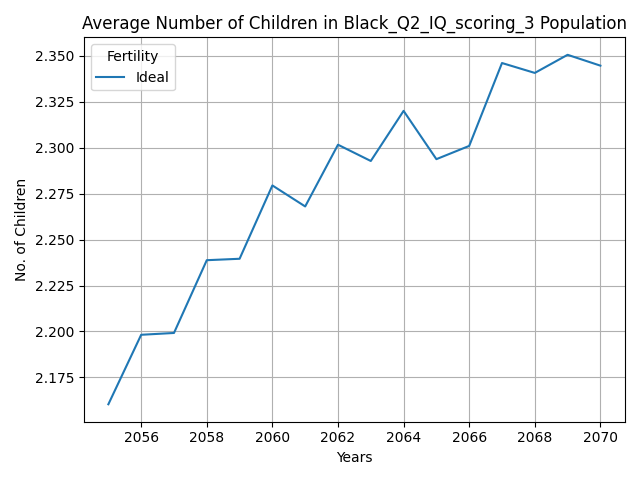 Average Number of Children in Black_Q2_IQ_scoring_3 Population
Fertility
Ideal
No. of Children
2.350
2.325
2.300
2.275
2.250
2.225
2.200
2.175
2056 2058 2060 2062 2064 2066 2068 2070
Years